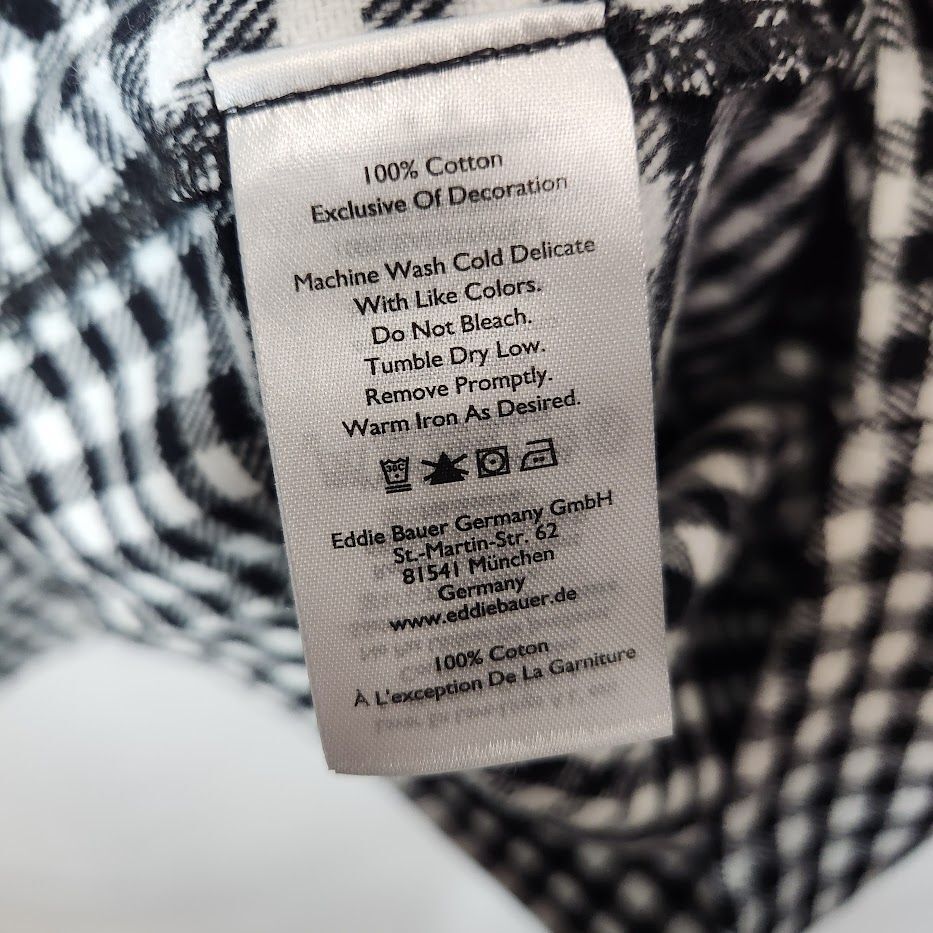 100% Cotton
Exclusive Of Decoration
Machine Wash Cold Delicate
With Like Colors.
Do Not Bleach.
Tumble Dry Low.
Remove Promptly.
Warm Iron As Desired.
Eddie Bauer Germany GmbH
St.-Martin-Str. 62
81541 München
Germany
www.eddiebauer.de
100% Coton
À L'exception De La Garniture